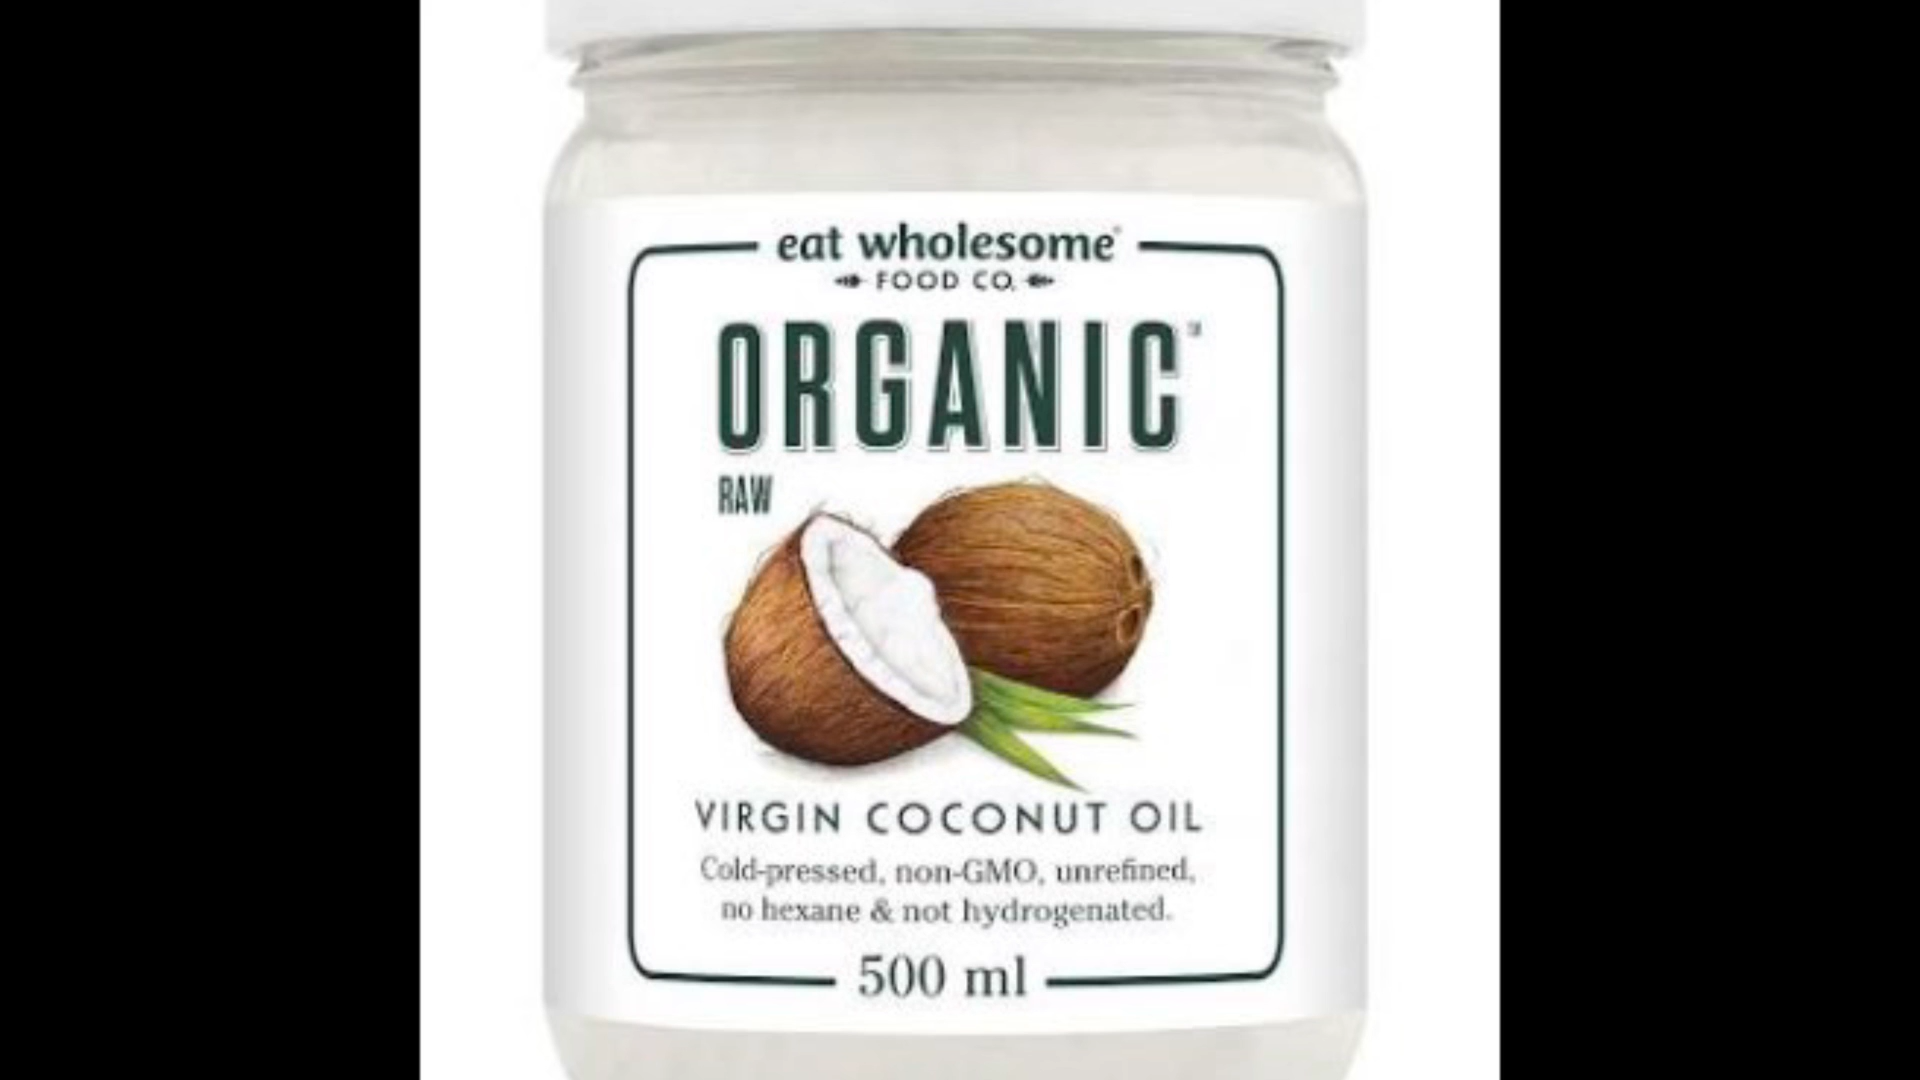 eat wholesome®
FOOD CO.
ORGANIC™
RAW
VIRGIN COCONUT OIL
Cold-pressed, non-GMO, unrefined,
no hexane & not hydrogenated.
500 ml